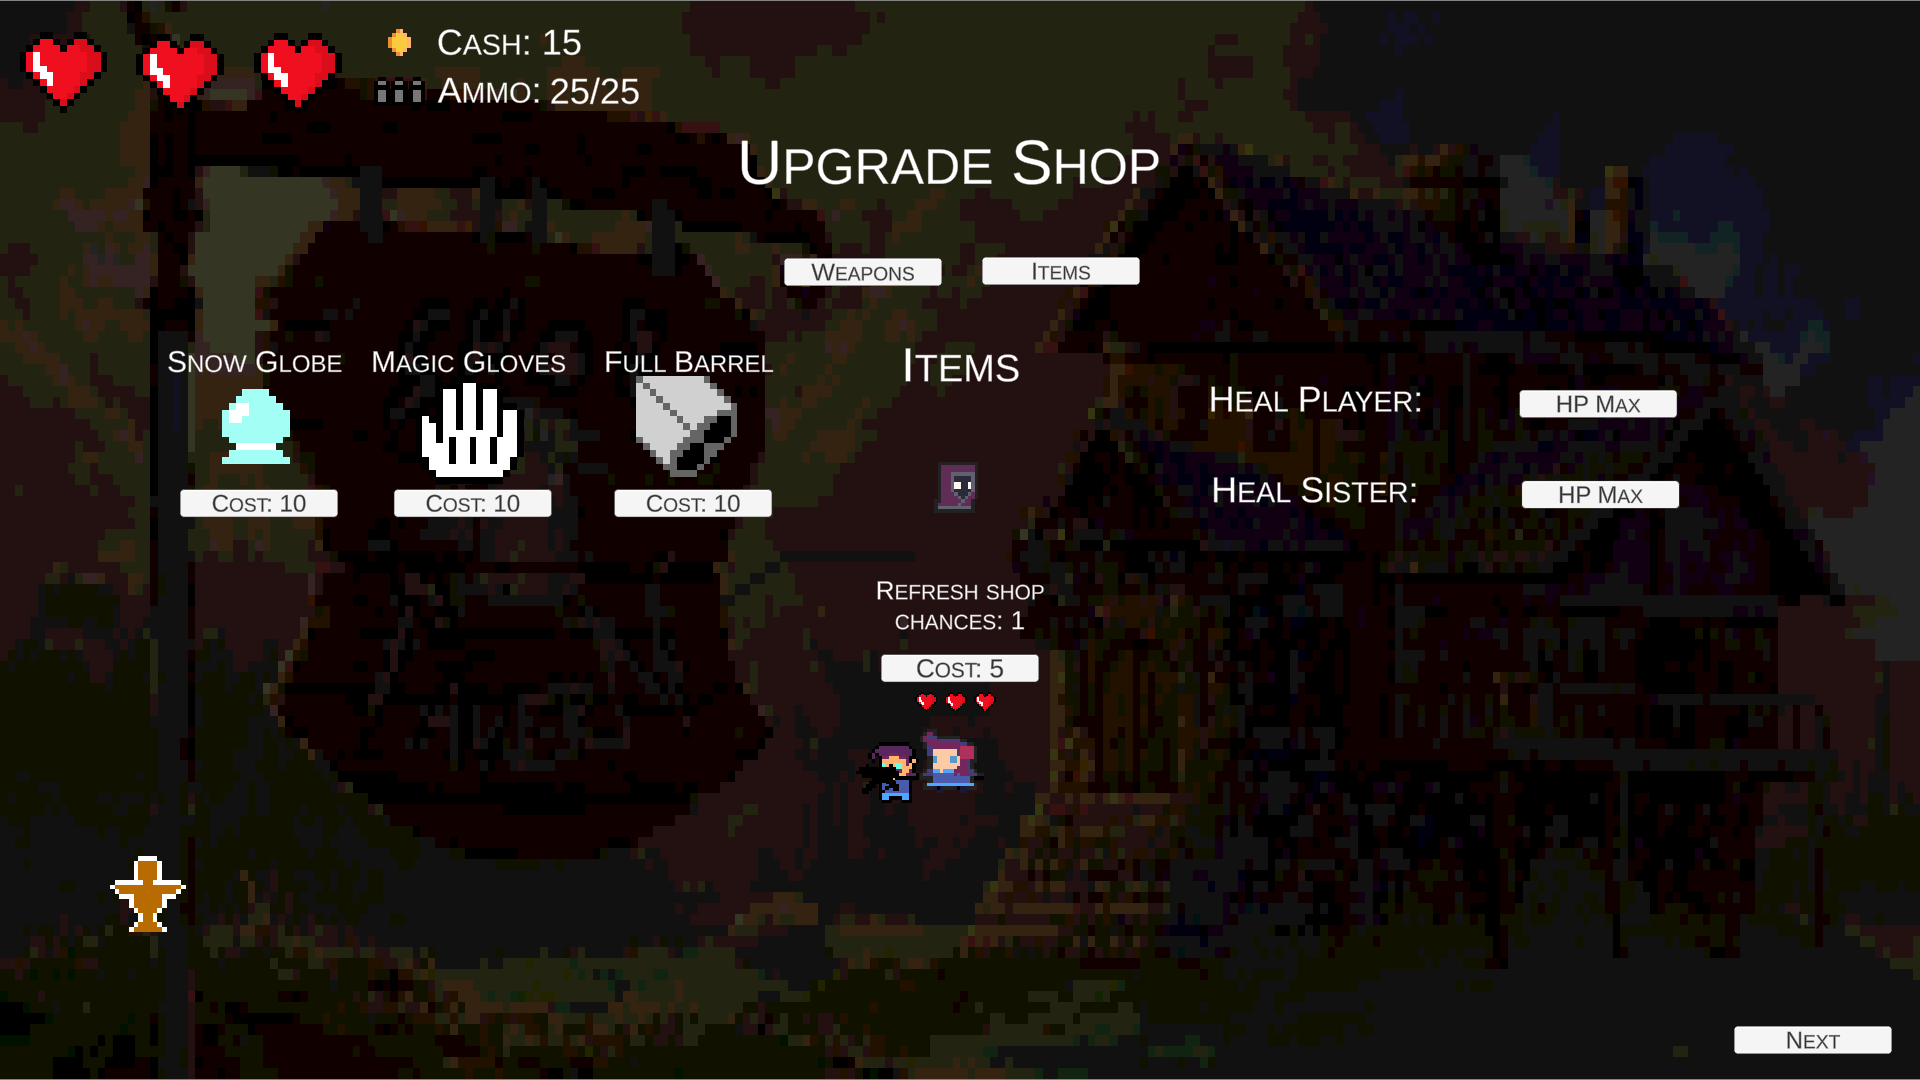 Cash: 15
Ammo: 25/25
Upgrade Shop
Weapons
Items
Snow Globe
Magic Gloves
Full Barrel
Cost: 10
Cost: 10
Cost: 10
Items
Heal Player:
HP Max
Heal Sister:
HP Max
Refresh shop
chances: 1
Cost: 5
Next